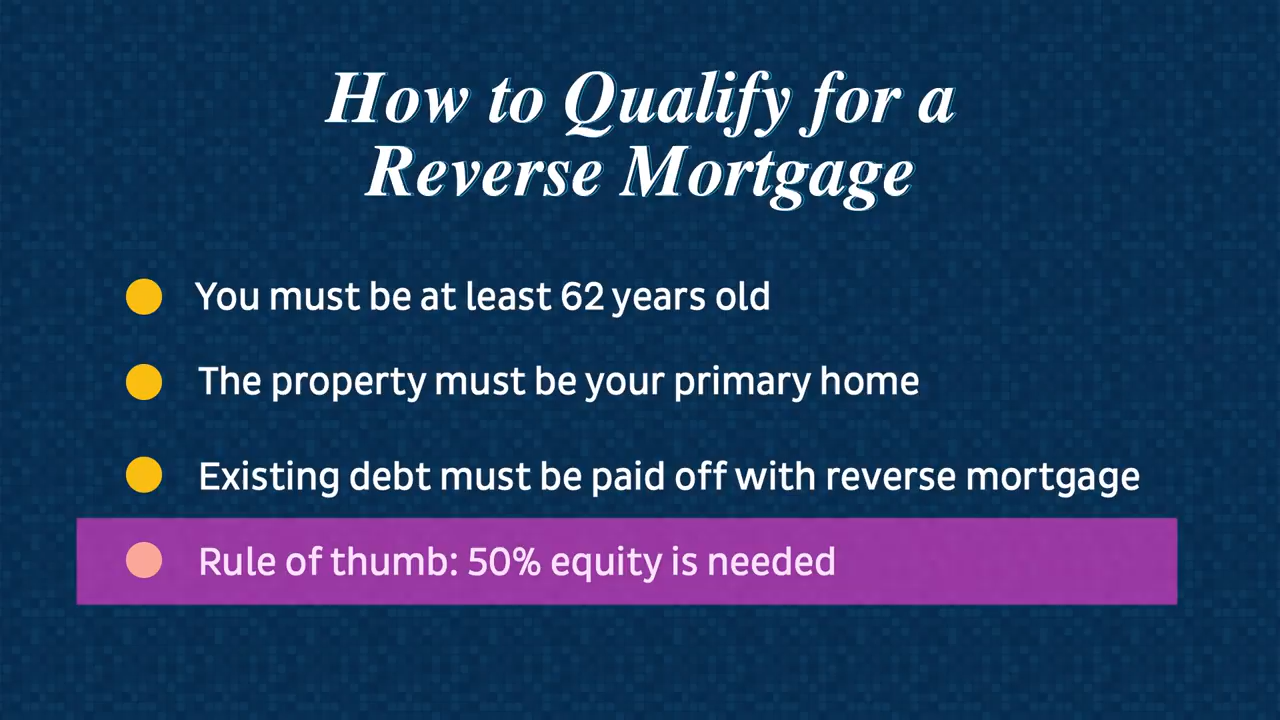 How to Qualify for a
Reverse Mortgage
You must be at least 62 years old
The property must be your primary home
Existing debt must be paid off with reverse mortgage
Rule of thumb: 50% equity is needed